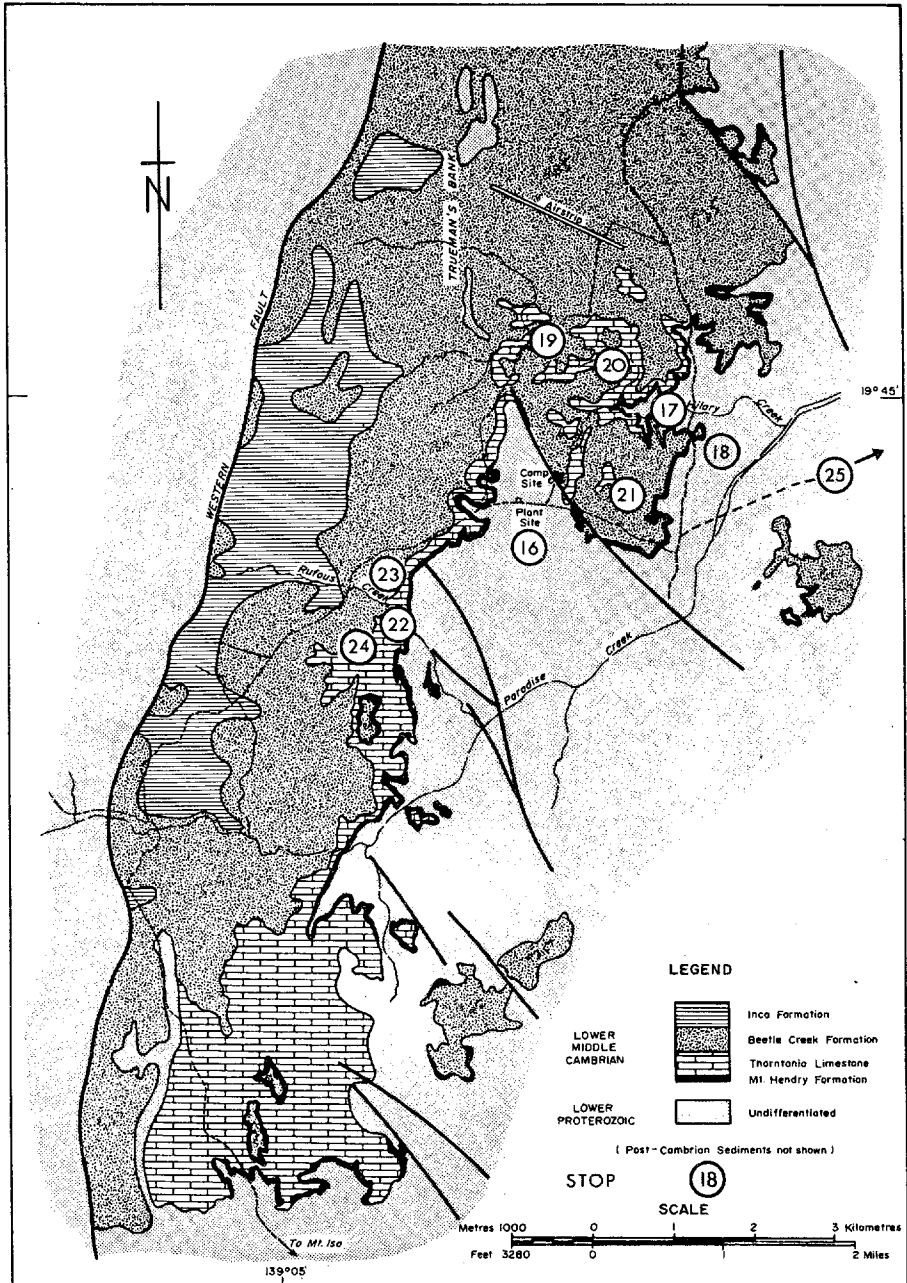 N
TRUEMAN'S BANK
Airstrip
WESTERN FAULT
19
20
19° 45'
17
Hilary Creek
18
25
Camp Site
21
Plant Site
16
23
Rufous Creek
22
24
Paradise Creek
LEGEND
LOWER MIDDLE CAMBRIAN
Inca Formation
Beetle Creek Formation
Thorntonia Limestone
Mt. Hendry Formation
LOWER PROTEROZOIC
Undifferentiated
( Post-Cambrian Sediments not shown )
STOP 18
SCALE
Metres 1000 0 1 2 3 Kilometres
Feet 3280 0 1 2 Miles
To Mt. Isa
139° 05'